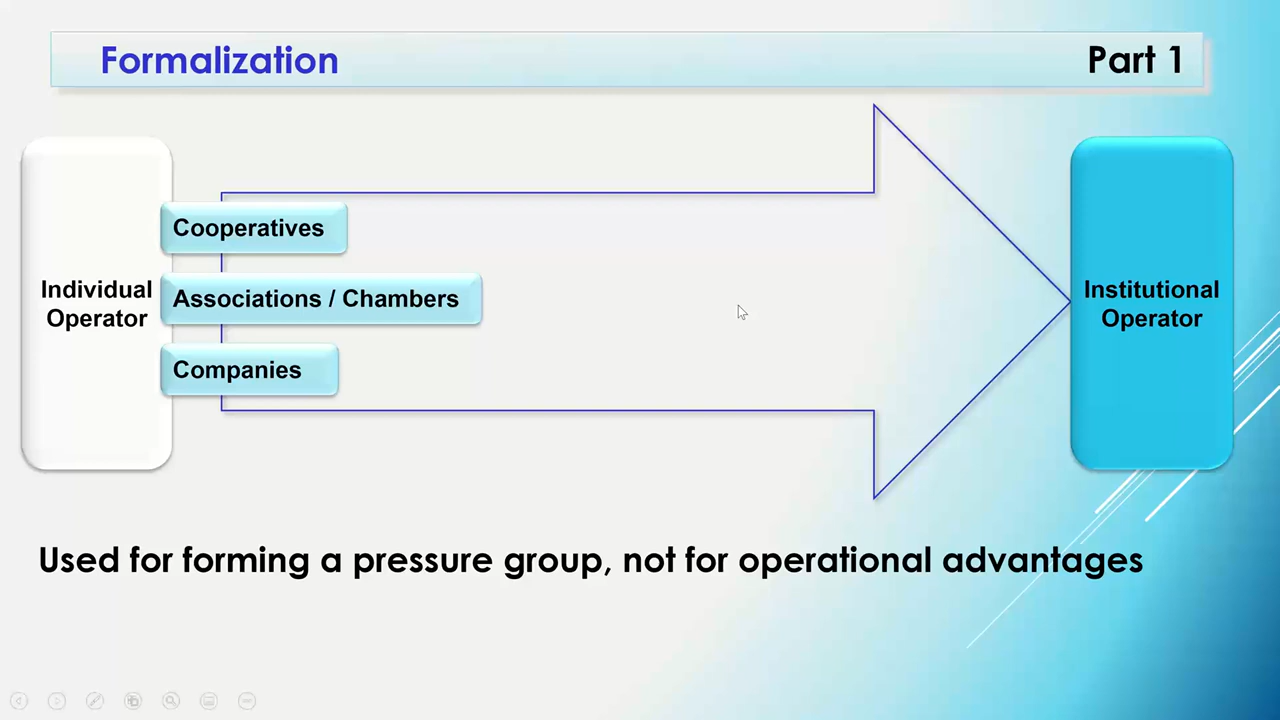 Formalization
Part 1
Individual
Operator
Cooperatives
Associations / Chambers
Companies
Institutional
Operator
Used for forming a pressure group, not for operational advantages